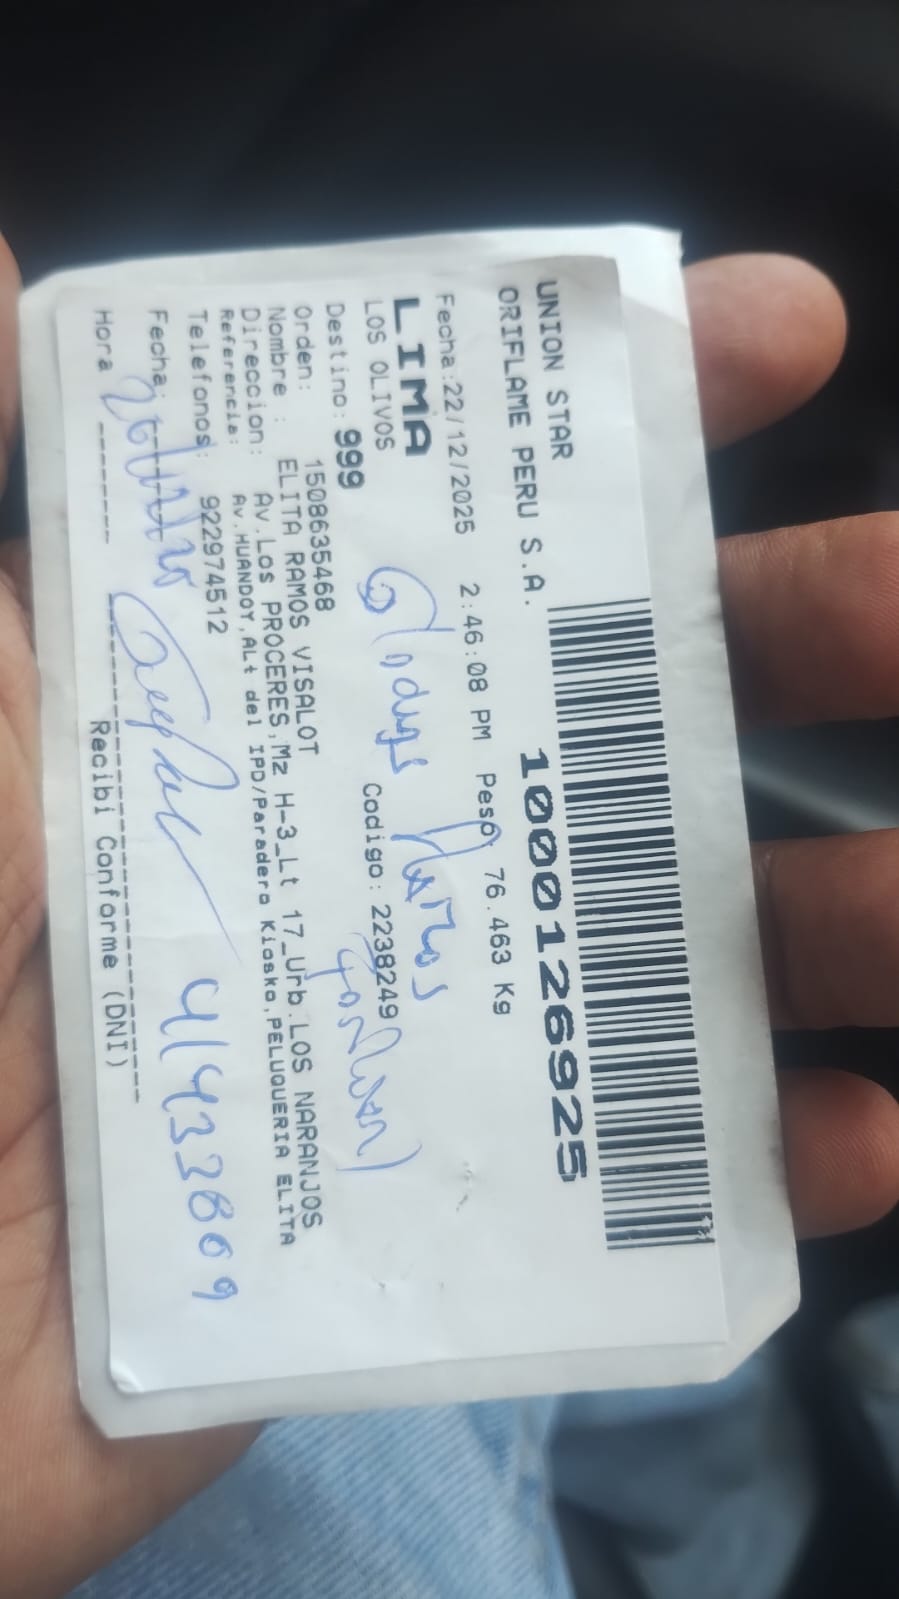 UNION STAR
ORIFLAME PERU S.A.
1000126925
Fecha:22/12/2025 2:46:08 PM Peso 76.463 Kg
LIMA
LOS OLIVOS Codigo: 2238249
Destino: 999
Orden: 1508635468
Nombre : ELITA RAMOS VISALOT
Direccion: AV.LOS PROCERES,Mz H-3_Lt 17_Urb.LOS NARANJOS
Referencia: Av.HUANDOY,ALt del IPD/Paradero Kiosko,PELUQUERIA ELITA
Telefonos: 922974512
Fecha:
Hora
Recibi Conforme (DNI)
Ramos